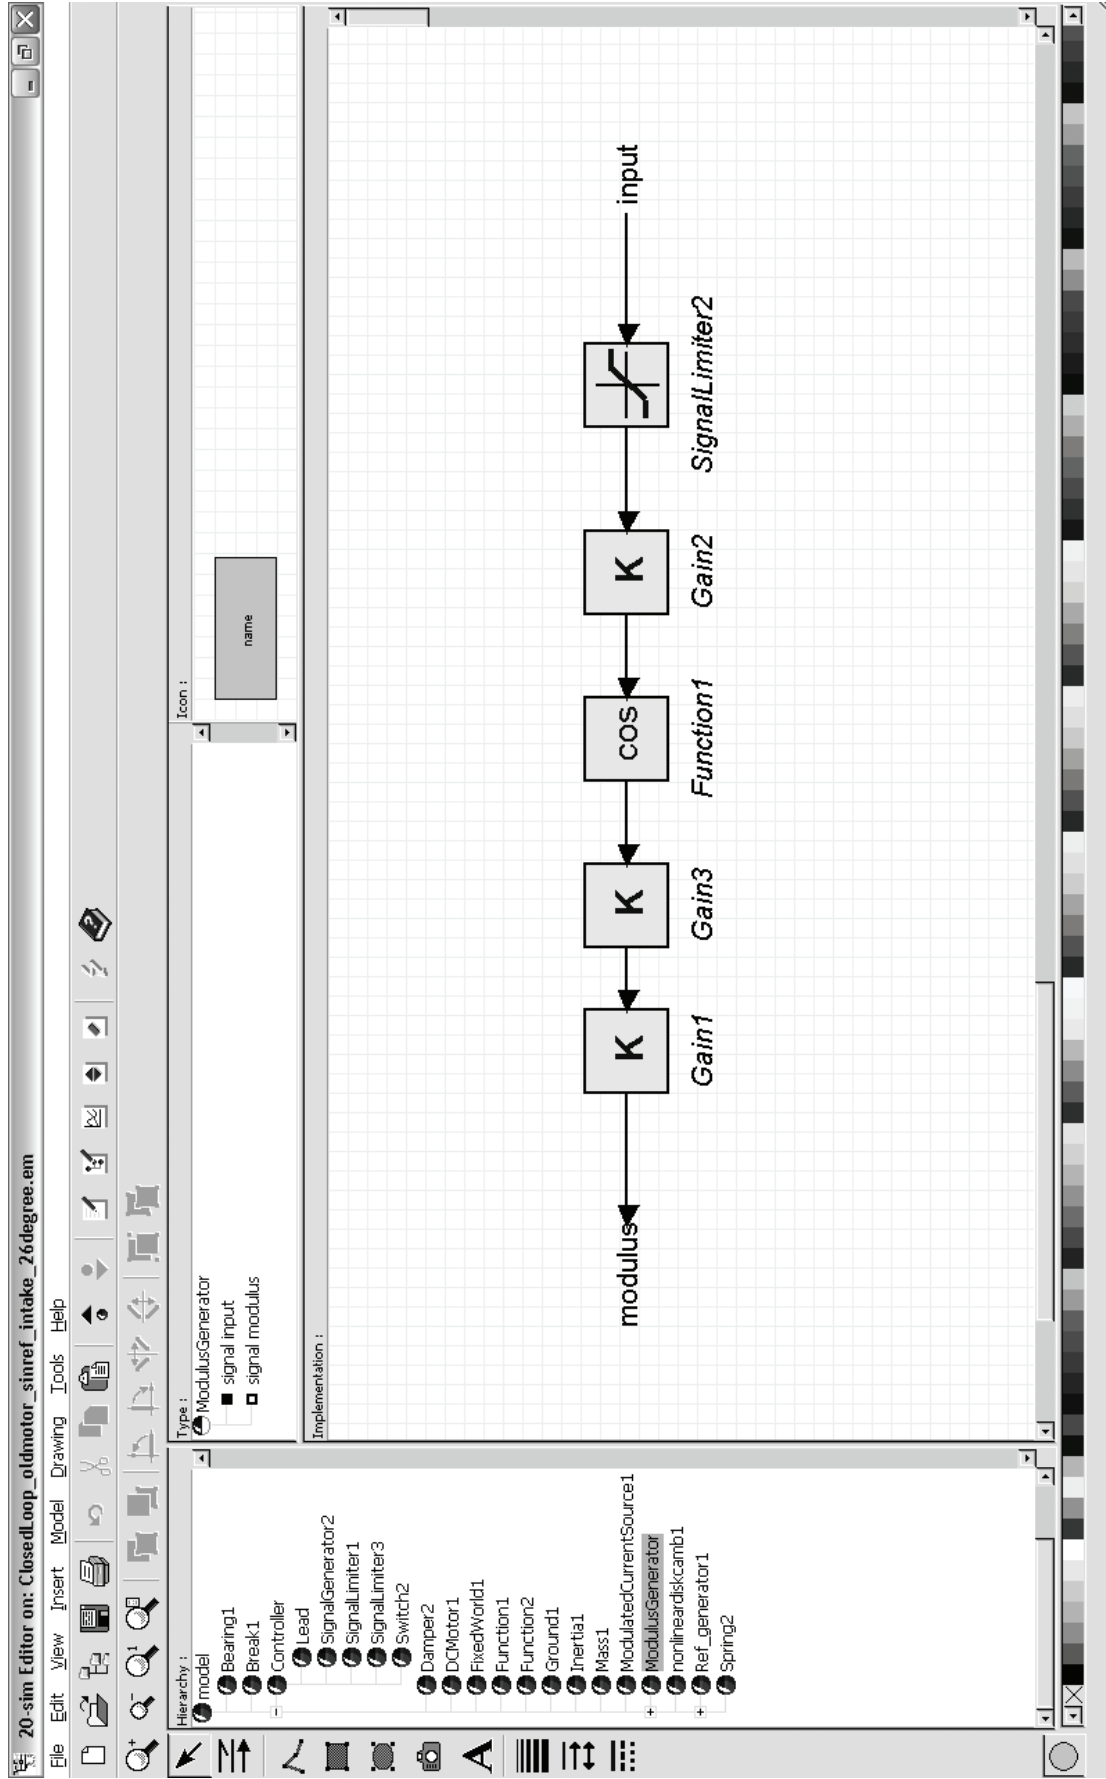 20-sim Editor on: ClosedLoop_oldmotor_sinref_intake_26degree.em
File Edit View Insert Model Drawing Tools Help
Hierarchy :
model
Bearing1
Break1
Controller
Lead
SignalGenerator2
SignalLimiter1
SignalLimiter3
Switch2
Damper2
DCMotor1
FixedWorld1
Function1
Function2
Ground1
Inertia1
Mass1
ModulatedCurrentSource1
ModulusGenerator
nonlineardiskcamb1
Ref_generator1
Spring2
Type :
ModulusGenerator
signal input
signal modulus
Icon :
name
Implementation :
modulus
K
Gain1
K
Gain3
cos
Function1
K
Gain2
SignalLimiter2
input